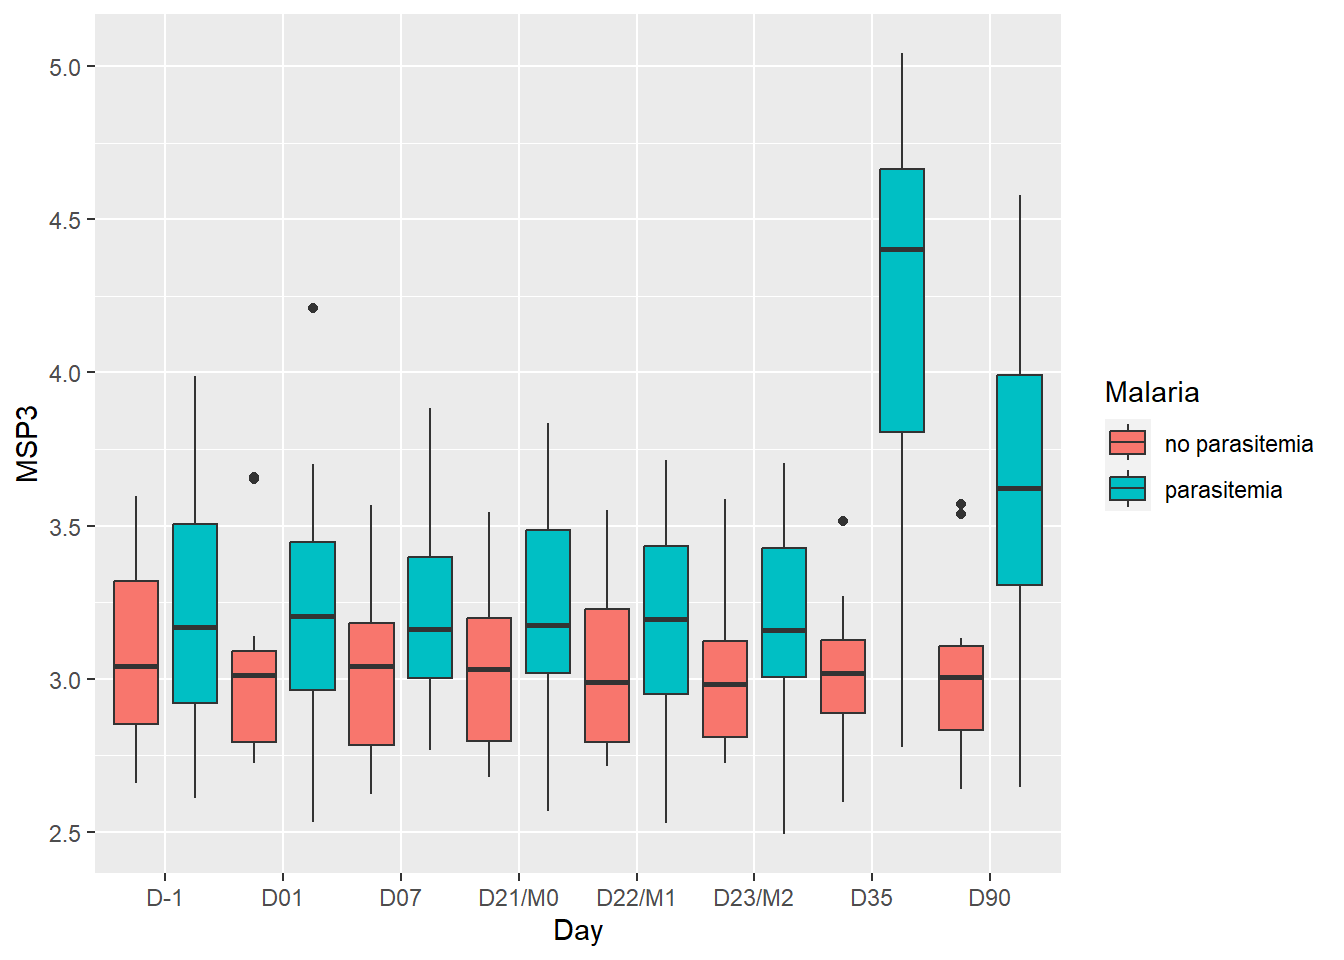 5.0
4.5
4.0
3.5
3.0
2.5
MSP3
D-1 D01 D07 D21/M0 D22/M1 D23/M2 D35 D90
Day
Malaria
no parasitemia
parasitemia